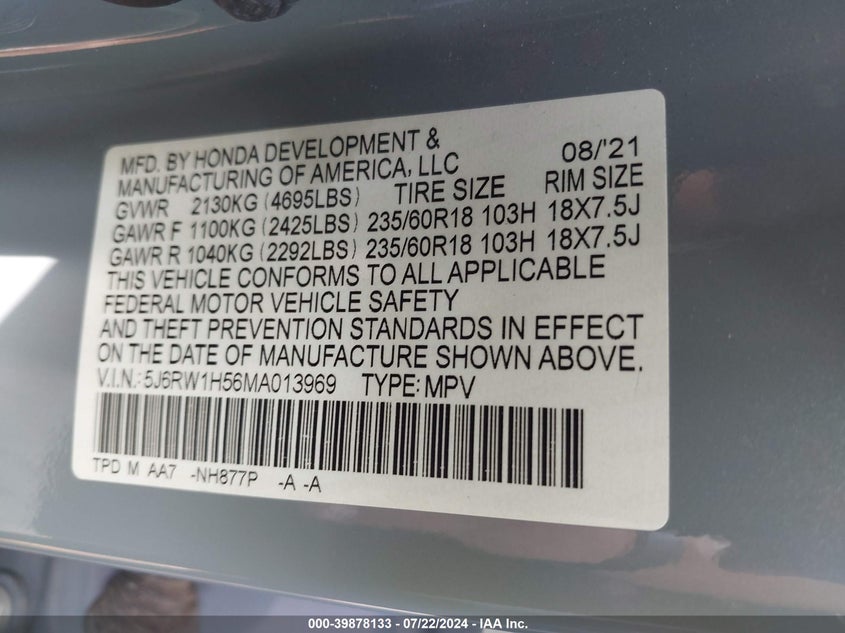 MFD. BY HONDA DEVELOPMENT & 08/'21
MANUFACTURING OF AMERICA, LLC
GVWR 2130KG (4695LBS) TIRE SIZE RIM SIZE
GAWR F 1100KG (2425LBS) 235/60R18 103H 18X7.5J
GAWR R 1040KG (2292LBS) 235/60R18 103H 18X7.5J
THIS VEHICLE CONFORMS TO ALL APPLICABLE
FEDERAL MOTOR VEHICLE SAFETY
AND THEFT PREVENTION STANDARDS IN EFFECT
ON THE DATE OF MANUFACTURE SHOWN ABOVE.
V.I.N.: 5J6RW1H56MA013969 TYPE: MPV
TPD M AA7 -NH877P -A -A
000-39878133 - 07/22/2024 - IAA Inc.